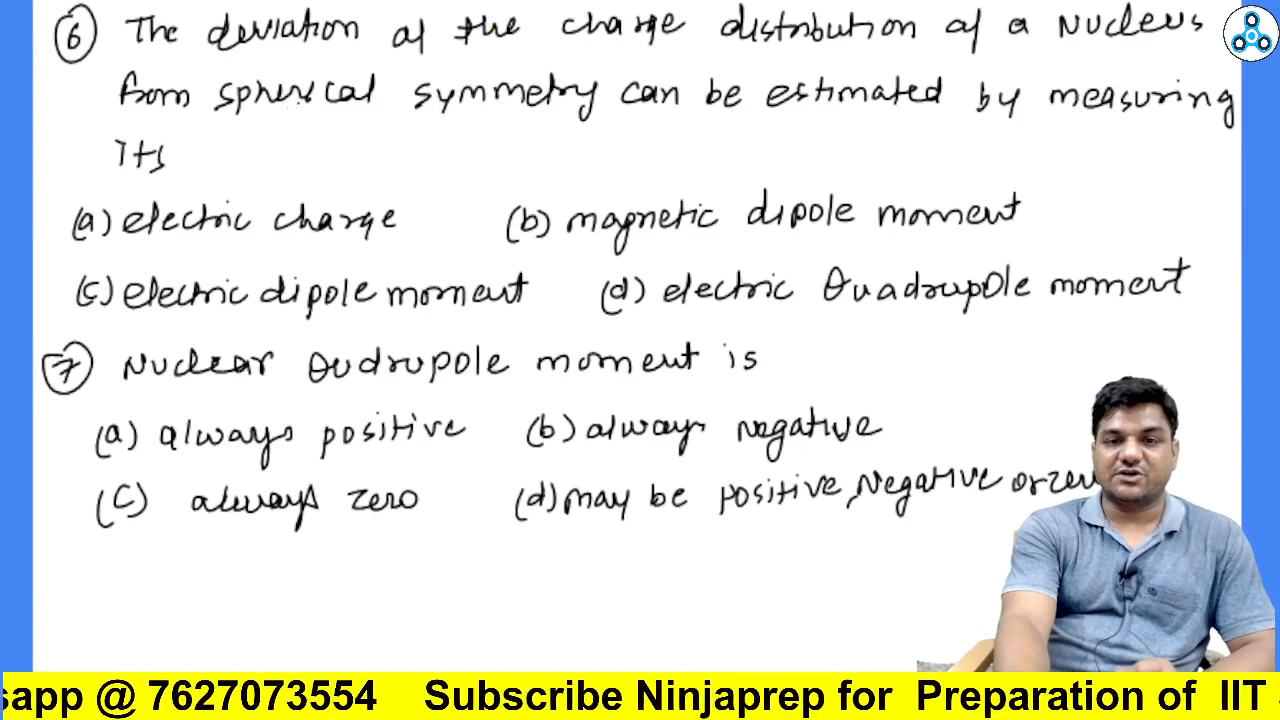 6 The deviation of the charge distribution of a Nucleus
from spherical symmetry can be estimated by measuring
its
(a) electric charge (b) magnetic dipole moment
(c) electric dipole moment (d) electric Quadrupole moment
7 Nuclear Qudrupole moment is
(a) always positive (b) always negative
(c) always zero (d) may be positive, Negative or zero
sapp @ 7627073554 Subscribe Ninjaprep for Preparation of IIT